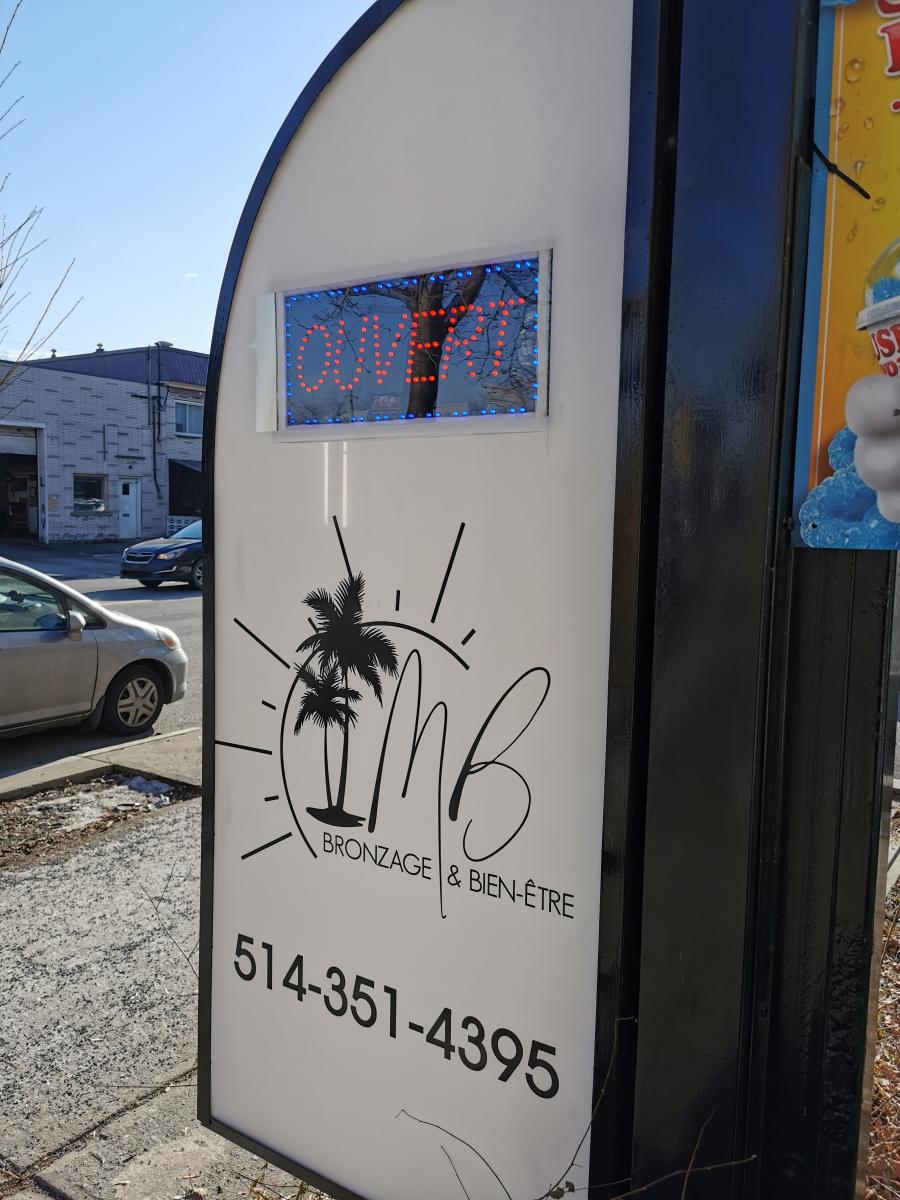 OUVERT
MB
BRONZAGE & BIEN-ÊTRE
514-351-4395